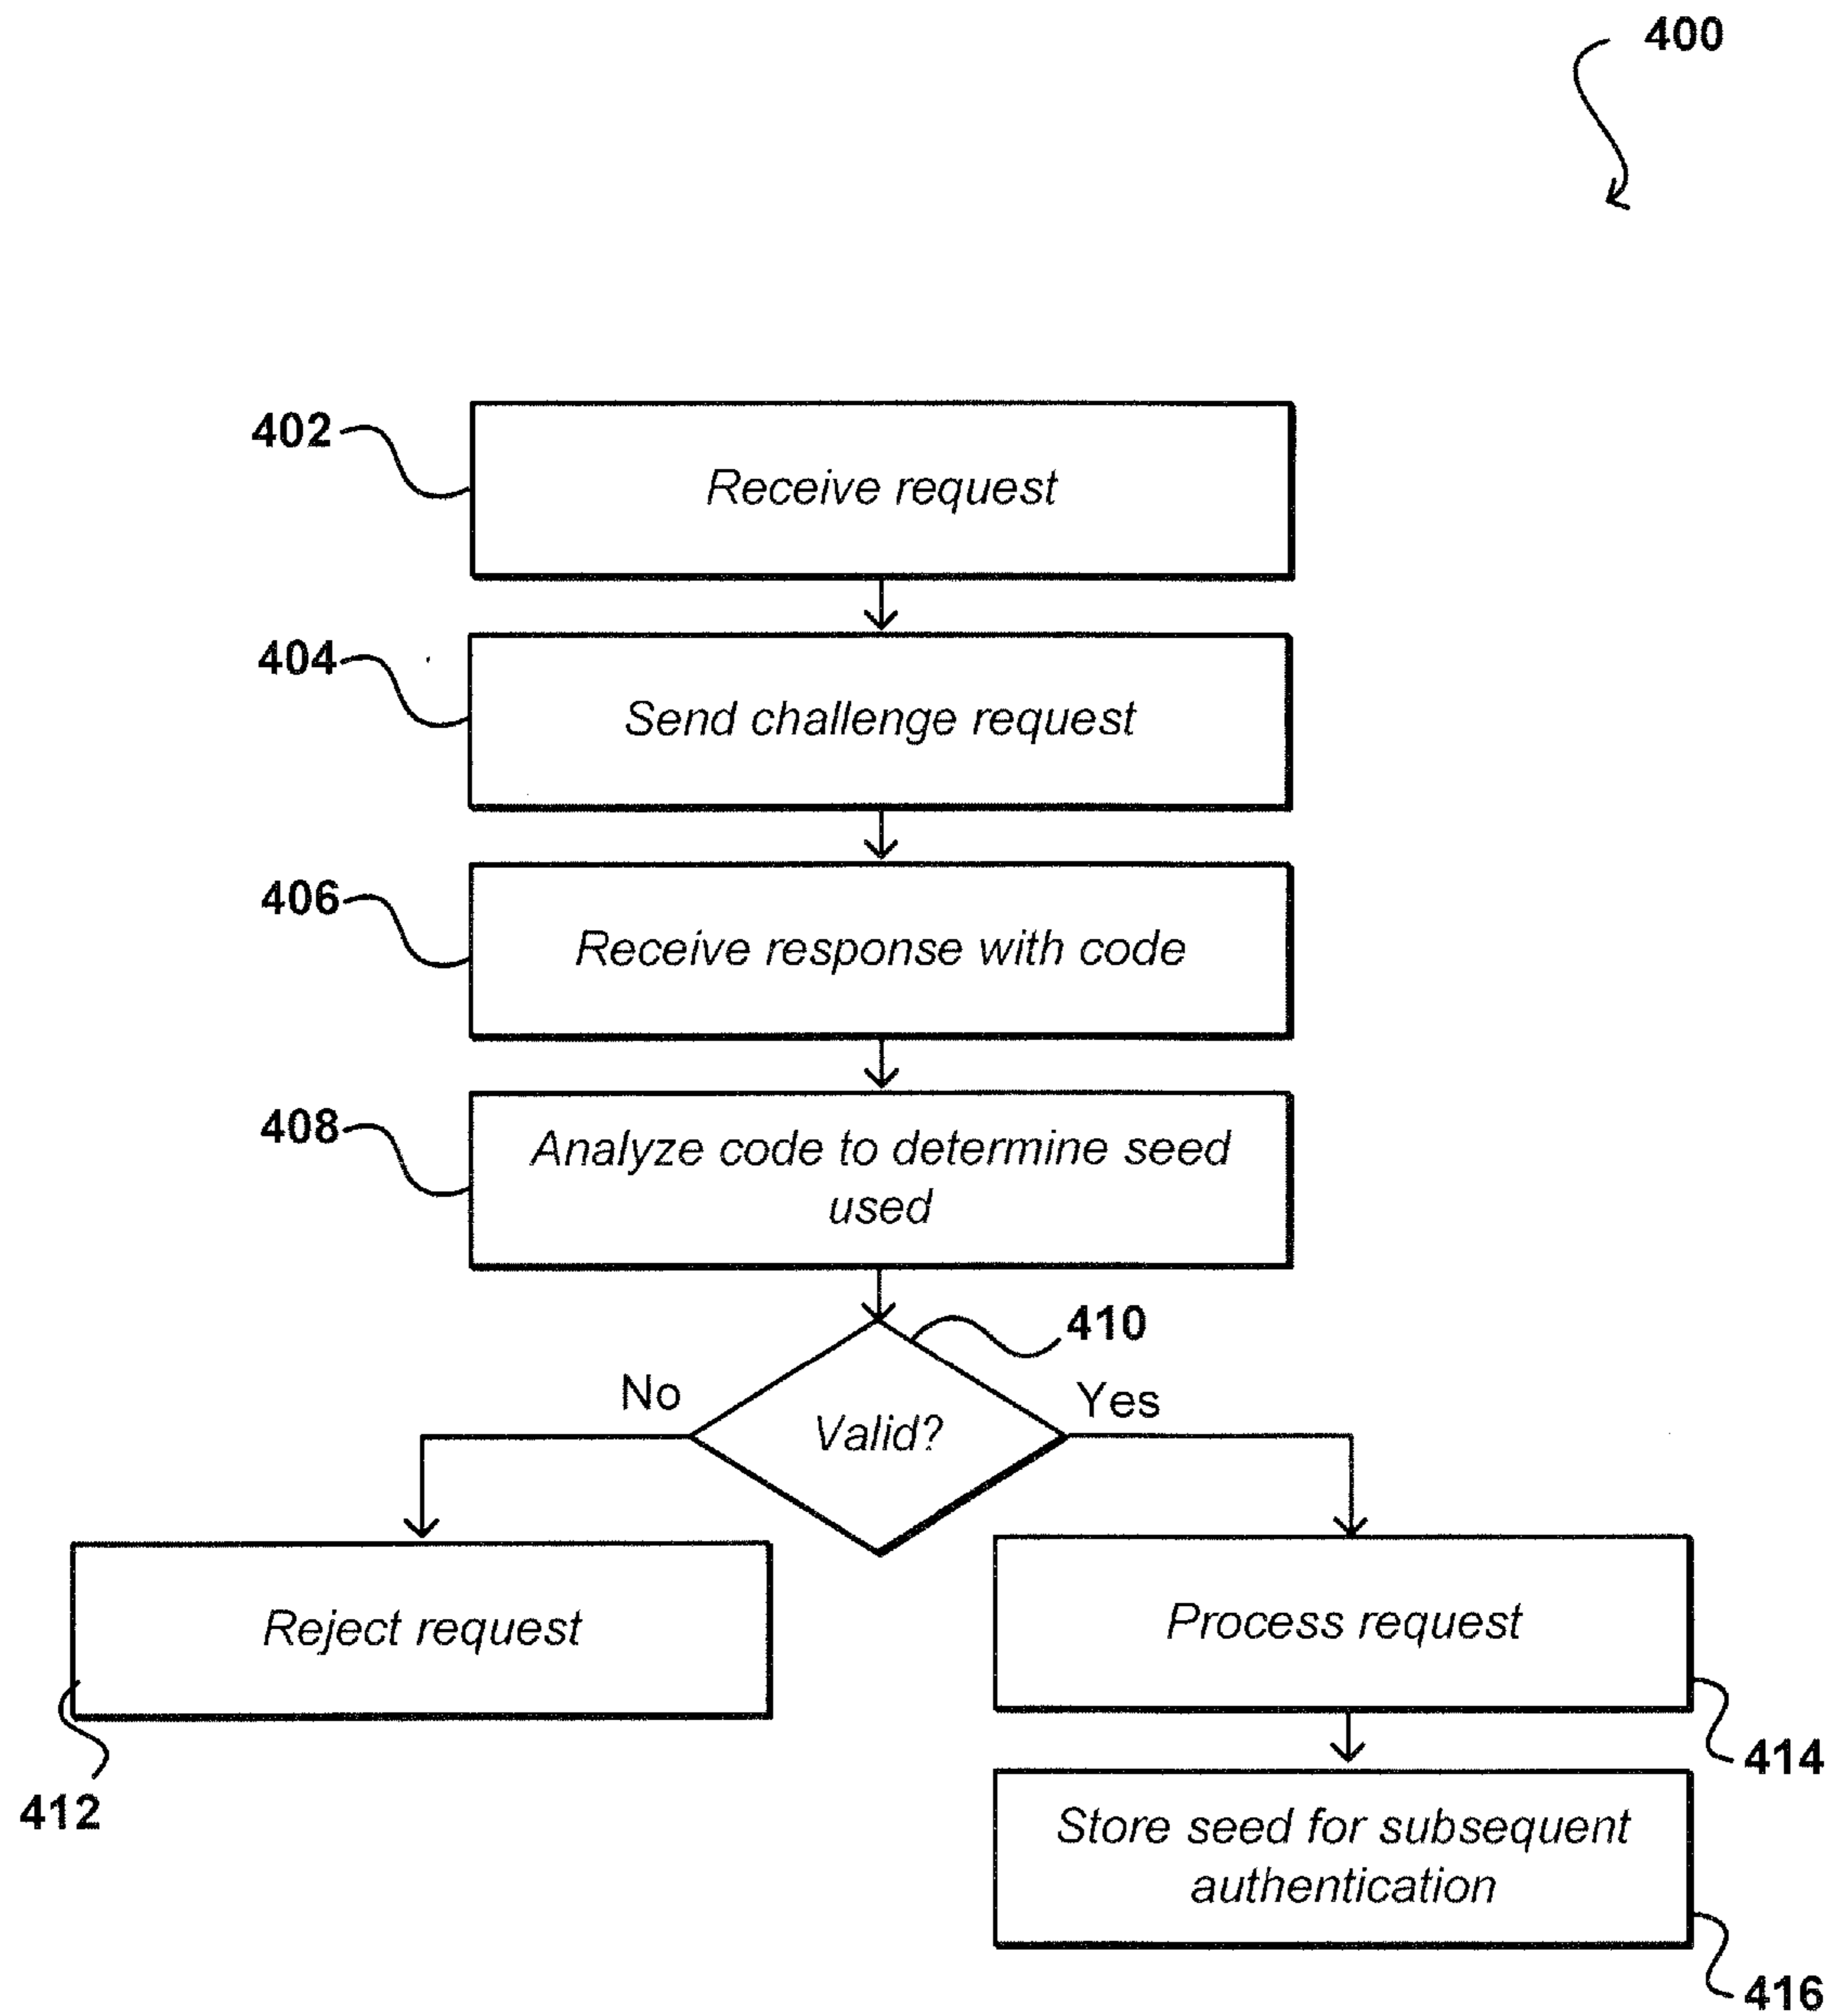 400
402
Receive request
404
Send challenge request
406
Receive response with code
408
Analyze code to determine seed
used
410
No
Yes
Valid?
Reject request
Process request
412
414
Store seed for subsequent
authentication
416